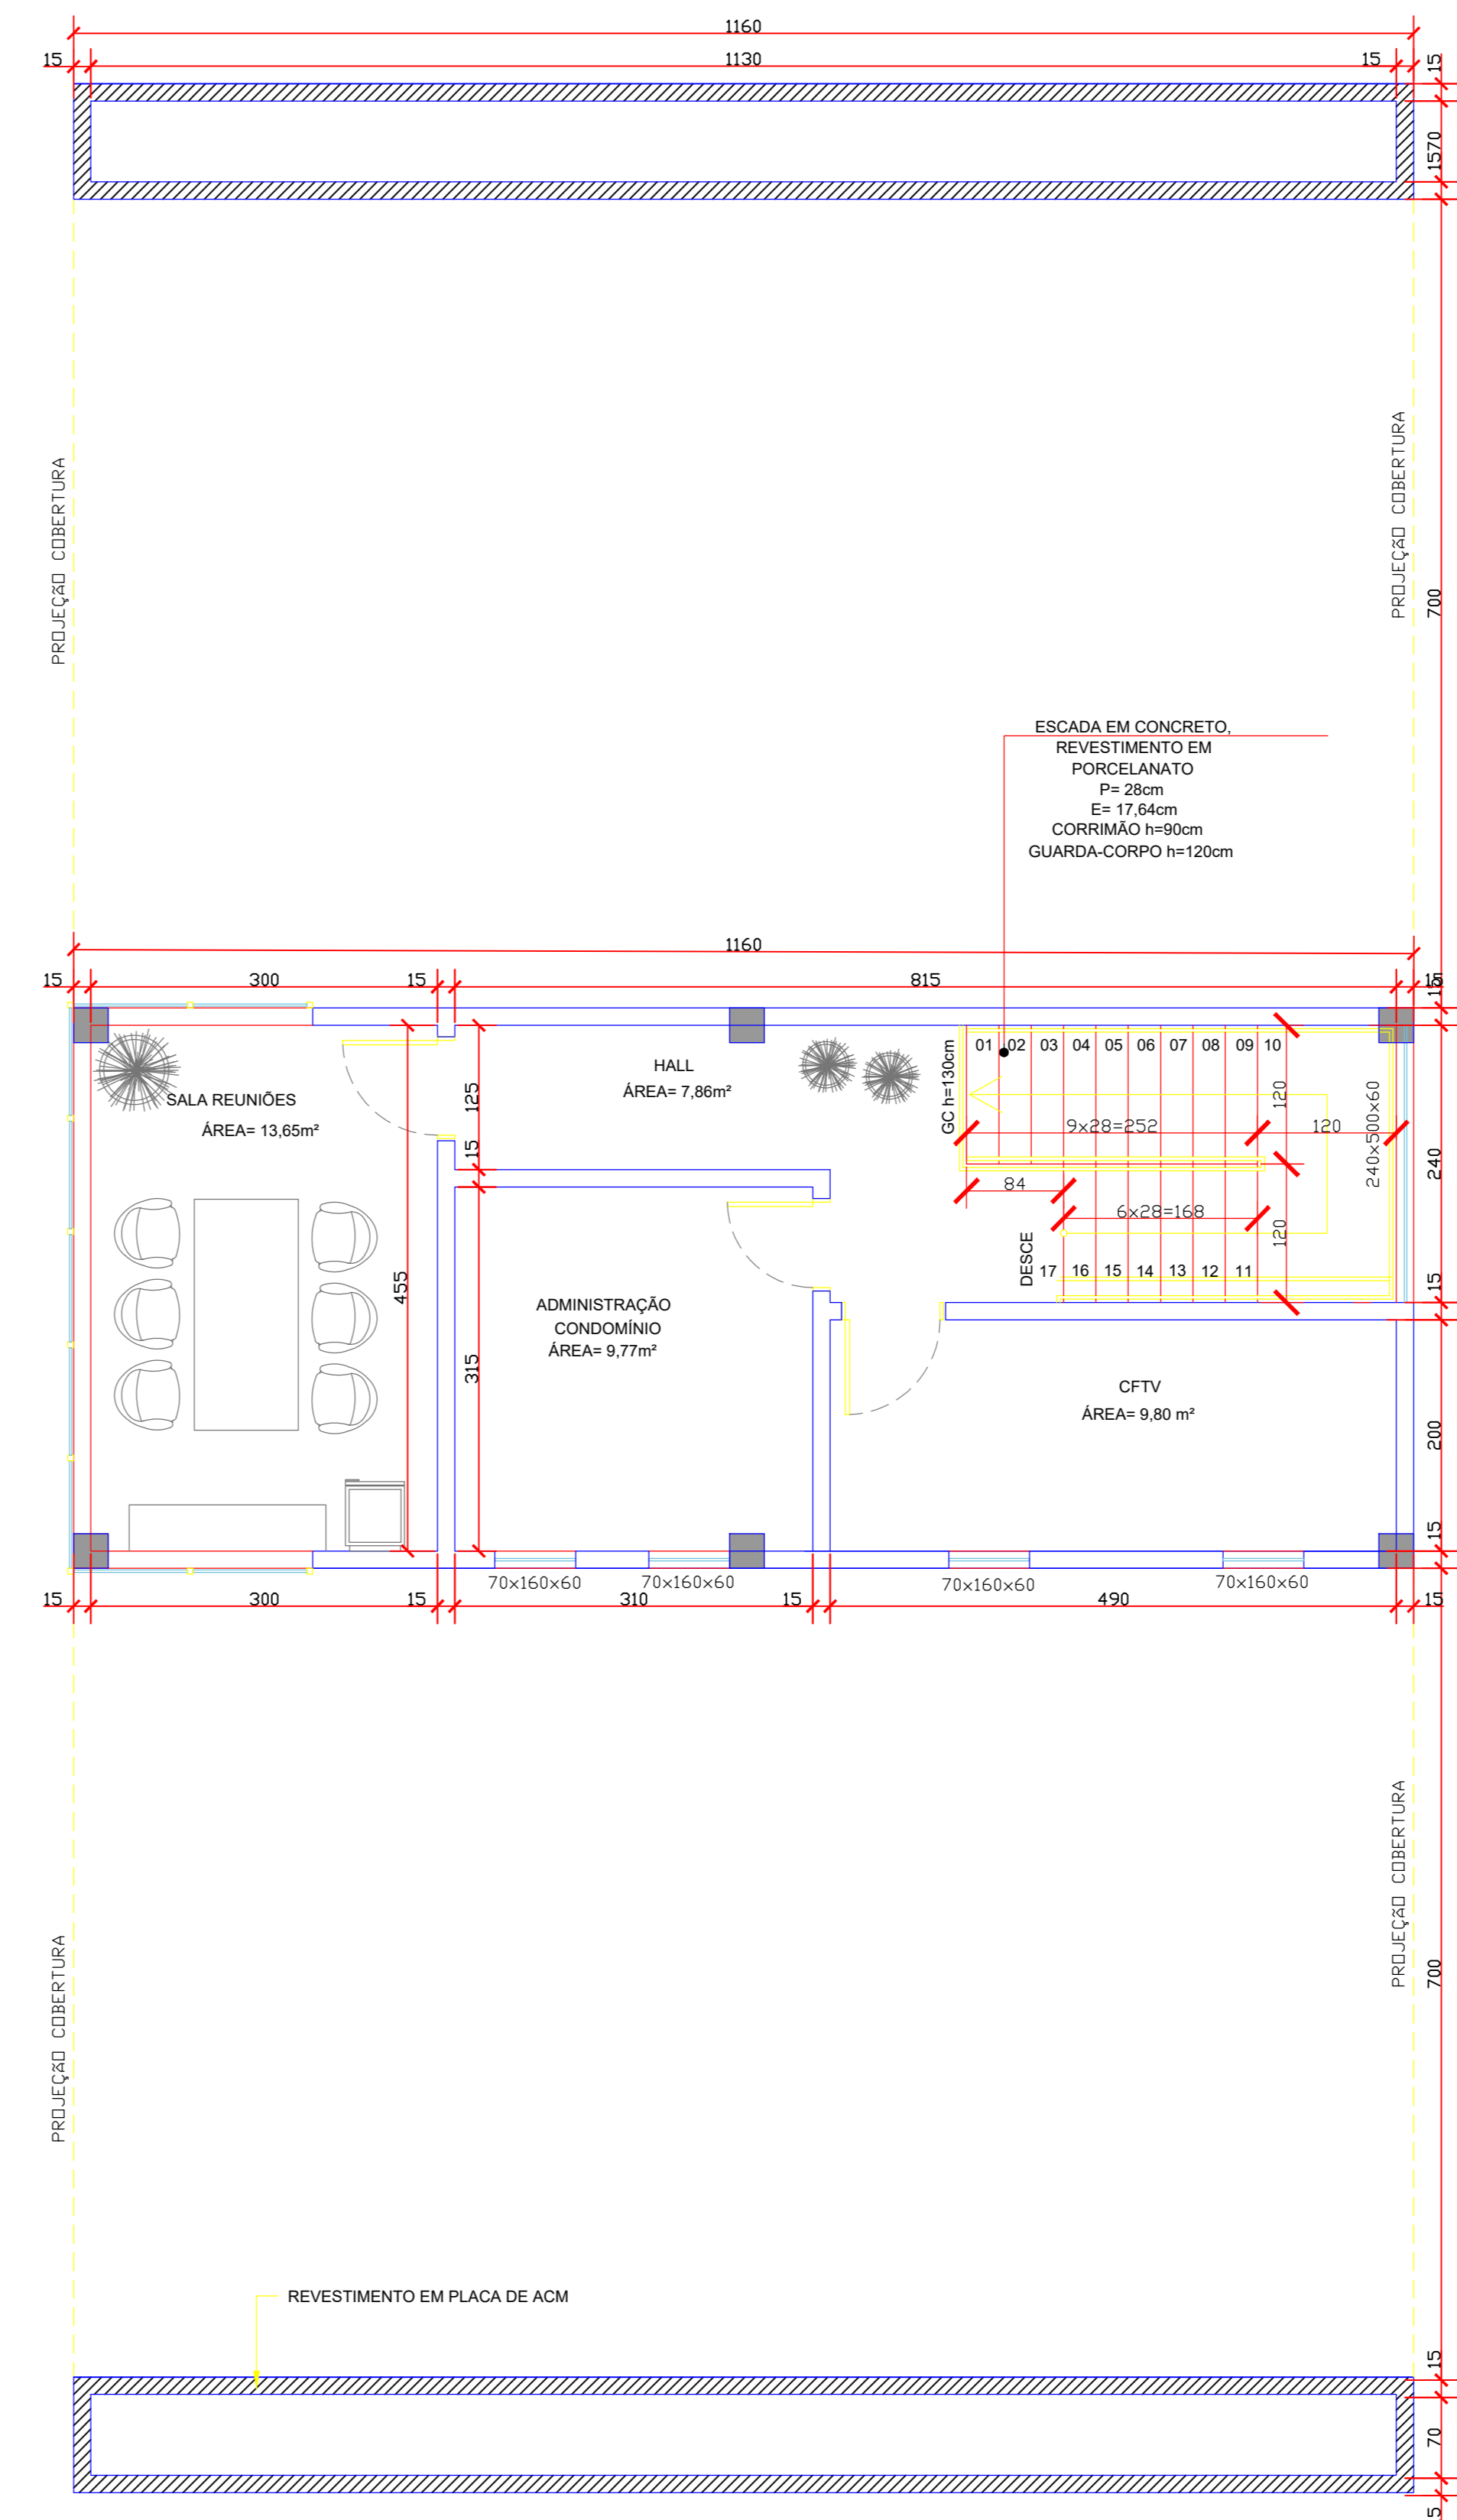 1160
15
1130
15
15
1570
PROJEÇÃO COBERTURA
PROJEÇÃO COBERTURA
700
ESCADA EM CONCRETO,
REVESTIMENTO EM
PORCELANATO
P= 28cm
E= 17,64cm
CORRIMÃO h=90cm
GUARDA-CORPO h=120cm
1160
15
300
15
815
15
15
01
02
03
04
05
06
07
08
09
10
GC h=130cm
HALL
ÁREA= 7,86m²
SALA REUNIÕES
ÁREA= 13,65m²
125
15
120
9x28=252
120
240x500x60
240
84
6x28=168
120
DESCE
17
16
15
14
13
12
11
15
455
315
ADMINISTRAÇÃO
CONDOMÍNIO
ÁREA= 9,77m²
CFTV
ÁREA= 9,80 m²
200
15
70x160x60
70x160x60
70x160x60
70x160x60
15
300
15
310
15
490
15
PROJEÇÃO COBERTURA
PROJEÇÃO COBERTURA
700
REVESTIMENTO EM PLACA DE ACM
15
70